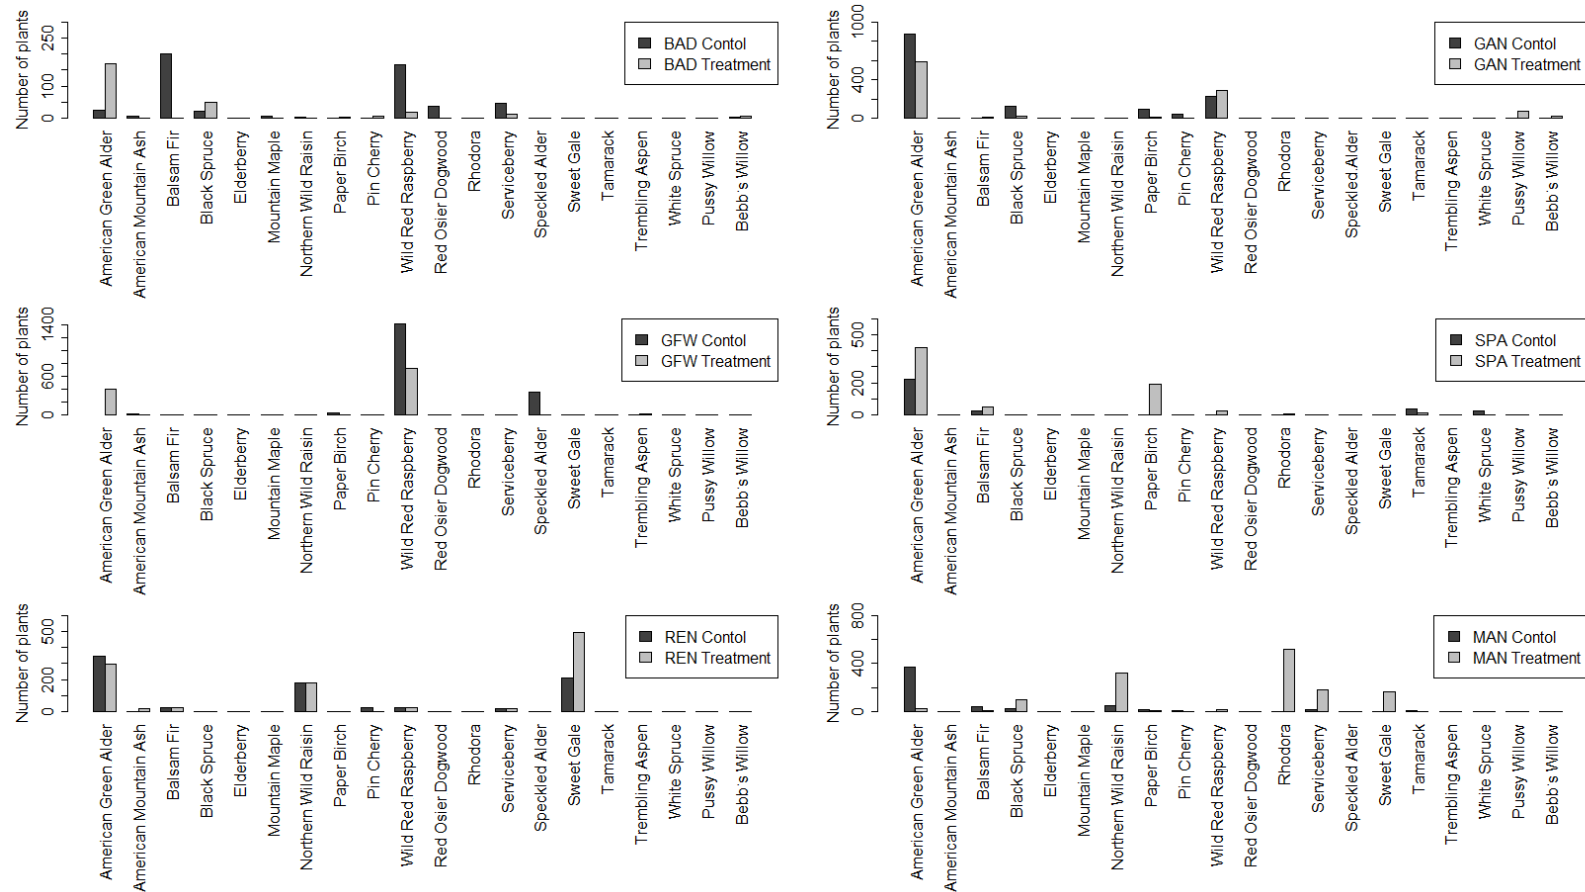 Number of plants
0
100
250
BAD Contol
BAD Treatment
American Green Alder
American Mountain Ash
Balsam Fir
Black Spruce
Elderberry
Mountain Maple
Northern Wild Raisin
Paper Birch
Pin Cherry
Wild Red Raspberry
Red Osier Dogwood
Rhodora
Serviceberry
Speckled Alder
Sweet Gale
Tamarack
Trembling Aspen
White Spruce
Pussy Willow
Bebb's Willow
Number of plants
0
400
1000
GAN Contol
GAN Treatment
American Green Alder
American Mountain Ash
Balsam Fir
Black Spruce
Elderberry
Mountain Maple
Northern Wild Raisin
Paper Birch
Pin Cherry
Wild Red Raspberry
Red Osier Dogwood
Rhodora
Serviceberry
Speckled Alder
Sweet Gale
Tamarack
Trembling Aspen
White Spruce
Pussy Willow
Bebb's Willow
Number of plants
0
600
1400
GFW Contol
GFW Treatment
American Green Alder
American Mountain Ash
Balsam Fir
Black Spruce
Elderberry
Mountain Maple
Northern Wild Raisin
Paper Birch
Pin Cherry
Wild Red Raspberry
Red Osier Dogwood
Rhodora
Serviceberry
Speckled Alder
Sweet Gale
Tamarack
Trembling Aspen
White Spruce
Pussy Willow
Bebb's Willow
Number of plants
0
200
500
SPA Contol
SPA Treatment
American Green Alder
American Mountain Ash
Balsam Fir
Black Spruce
Elderberry
Mountain Maple
Northern Wild Raisin
Paper Birch
Pin Cherry
Wild Red Raspberry
Red Osier Dogwood
Rhodora
Serviceberry
Speckled Alder
Sweet Gale
Tamarack
Trembling Aspen
White Spruce
Pussy Willow
Bebb's Willow
Number of plants
0
200
500
REN Contol
REN Treatment
American Green Alder
American Mountain Ash
Balsam Fir
Black Spruce
Elderberry
Mountain Maple
Northern Wild Raisin
Paper Birch
Pin Cherry
Wild Red Raspberry
Red Osier Dogwood
Rhodora
Serviceberry
Speckled Alder
Sweet Gale
Tamarack
Trembling Aspen
White Spruce
Pussy Willow
Bebb's Willow
Number of plants
0
400
800
MAN Contol
MAN Treatment
American Green Alder
American Mountain Ash
Balsam Fir
Black Spruce
Elderberry
Mountain Maple
Northern Wild Raisin
Paper Birch
Pin Cherry
Wild Red Raspberry
Red Osier Dogwood
Rhodora
Serviceberry
Speckled Alder
Sweet Gale
Tamarack
Trembling Aspen
White Spruce
Pussy Willow
Bebb's Willow